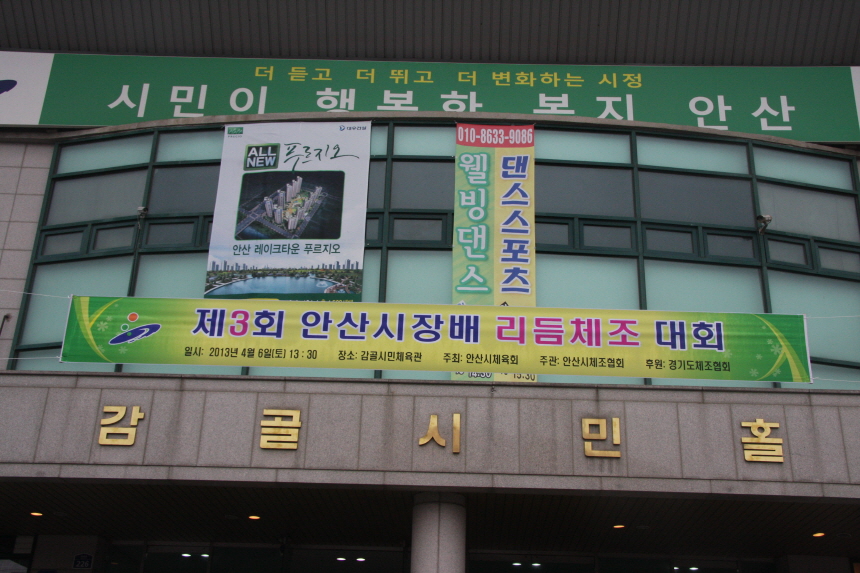 더 듣고 더 뛰고 더 변화하는 시정
시민이 행복한 복지 안산
대우건설
ALL NEW 푸르지오
안산 레이크타운 푸르지오
010-8633-9086
웰빙댄스
댄스스포츠
제3회 안산시장배 리듬체조 대회
일시: 2013년 4월 6일(토) 13:30 장소: 감골시민체육관 주최: 안산시체육회 주관: 안산시체조협회 후원: 경기도체조협회
감골시민홀